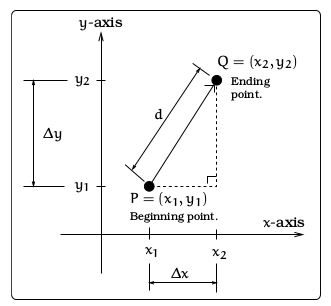 y-axis
Q = (x₂, y₂)
Ending
point.
y₂
d
Δy
y₁
P = (x₁, y₁)
Beginning point.
x-axis
x₁
x₂
Δx